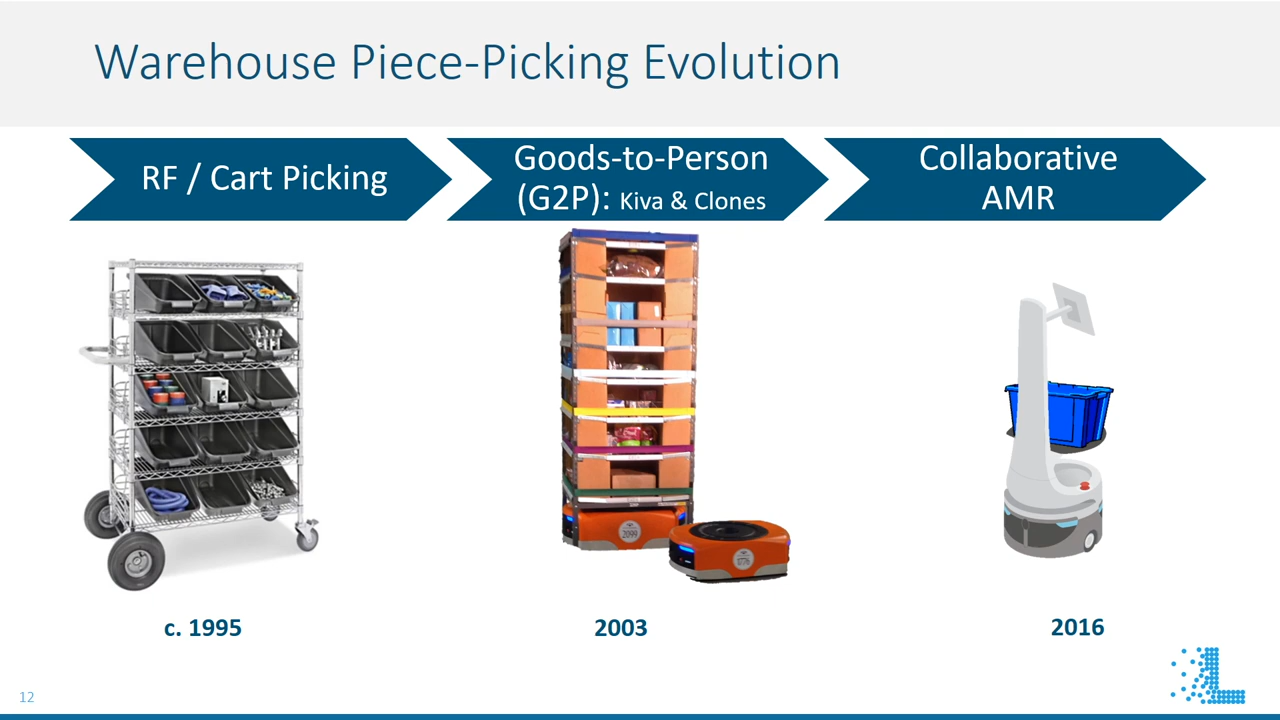 Warehouse Piece-Picking Evolution
RF / Cart Picking
Goods-to-Person
(G2P): Kiva & Clones
Collaborative
AMR
2099
c. 1995
2003
2016
12